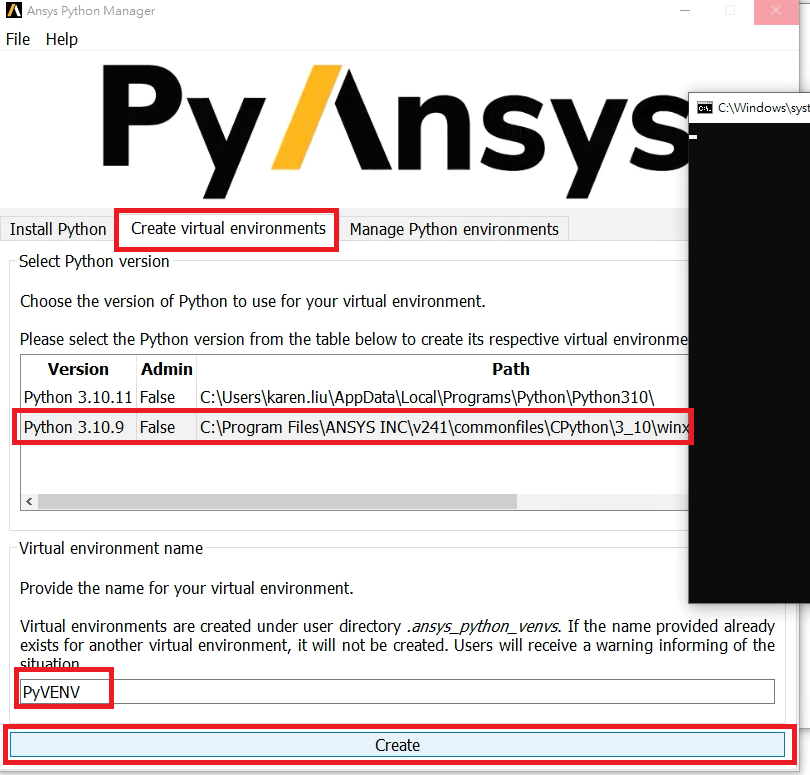 Ansys Python Manager
File Help
PyAnsys
C:\Windows\syst
Install Python Create virtual environments Manage Python environments
Select Python version
Choose the version of Python to use for your virtual environment.
Please select the Python version from the table below to create its respective virtual environme
Version Admin Path
Python 3.10.11 False C:\Users\karen.liu\AppData\Local\Programs\Python\Python310\
Python 3.10.9 False C:\Program Files\ANSYS INC\v241\commonfiles\CPython\3_10\winx
Virtual environment name
Provide the name for your virtual environment.
Virtual environments are created under user directory .ansys_python_venvs. If the name provided already
exists for another virtual environment, it will not be created. Users will receive a warning informing of the
situation.
PyVENV
Create